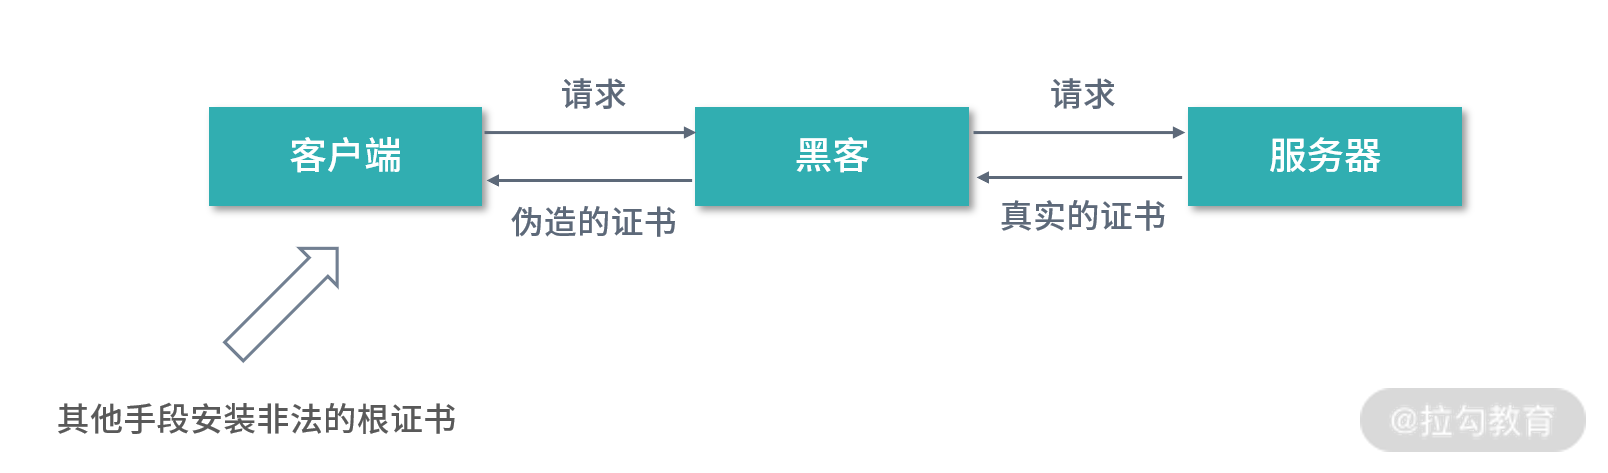 请求
请求
客户端
黑客
服务器
伪造的证书
真实的证书
其他手段安装非法的根证书
@拉勾教育